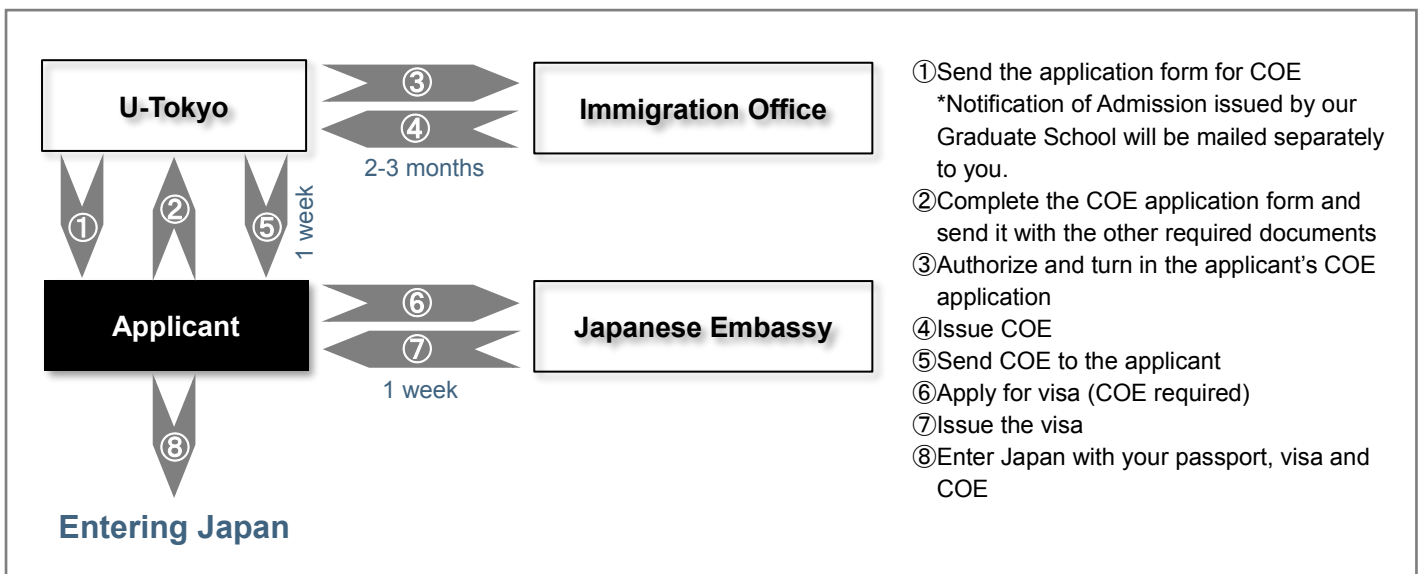 U-Tokyo
③
Immigration Office
④
2-3 months
①
②
⑤
1 week
Applicant
⑥
Japanese Embassy
⑦
1 week
⑧
Entering Japan
①Send the application form for COE
*Notification of Admission issued by our
Graduate School will be mailed separately
to you.
②Complete the COE application form and
send it with the other required documents
③Authorize and turn in the applicant’s COE
application
④Issue COE
⑤Send COE to the applicant
⑥Apply for visa (COE required)
⑦Issue the visa
⑧Enter Japan with your passport, visa and
COE